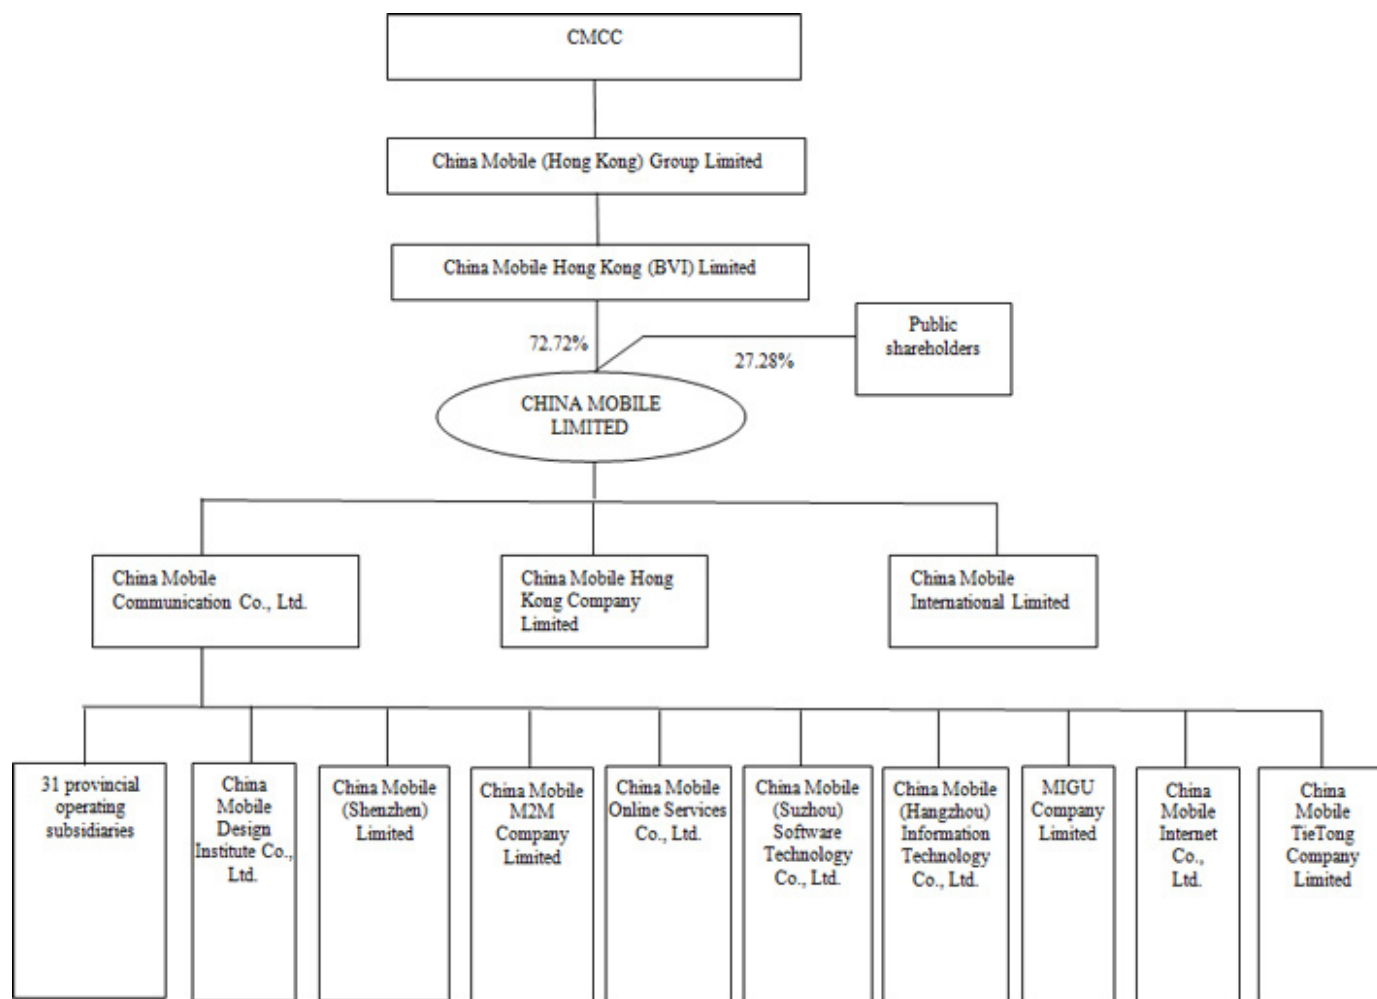 CMCC
China Mobile (Hong Kong) Group Limited
China Mobile Hong Kong (BVI) Limited
72.72%
27.28%
Public
shareholders
CHINA MOBILE
LIMITED
China Mobile
Communication Co., Ltd.
China Mobile Hong
Kong Company
Limited
China Mobile
International Limited
31 provincial
operating
subsidiaries
China
Mobile
Design
Institute Co.,
Ltd.
China Mobile
(Shenzhen)
Limited
China Mobile
M2M
Company
Limited
China Mobile
Online Services
Co., Ltd.
China Mobile
(Suzhou)
Software
Technology
Co., Ltd.
China Mobile
(Hangzhou)
Information
Technology
Co., Ltd.
MIGU
Company
Limited
China
Mobile
Internet
Co.,
Ltd.
China
Mobile
TieTong
Company
Limited